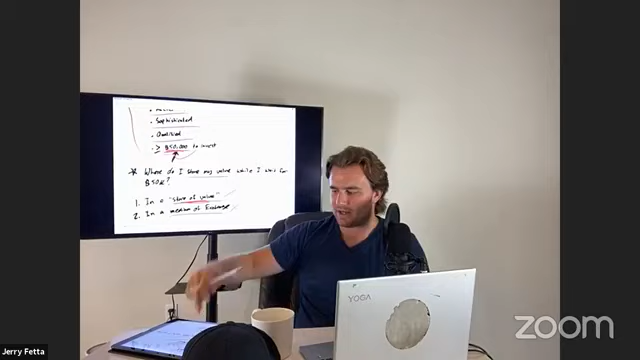 • Sophisticated
• Qualified
• ≥ $50,000 to invest
* Where do I store my value while I wait for
$50K?
1. In a "store of value"
2. In a medium of Exchange
YOGA
zoom
Jerry Fetta